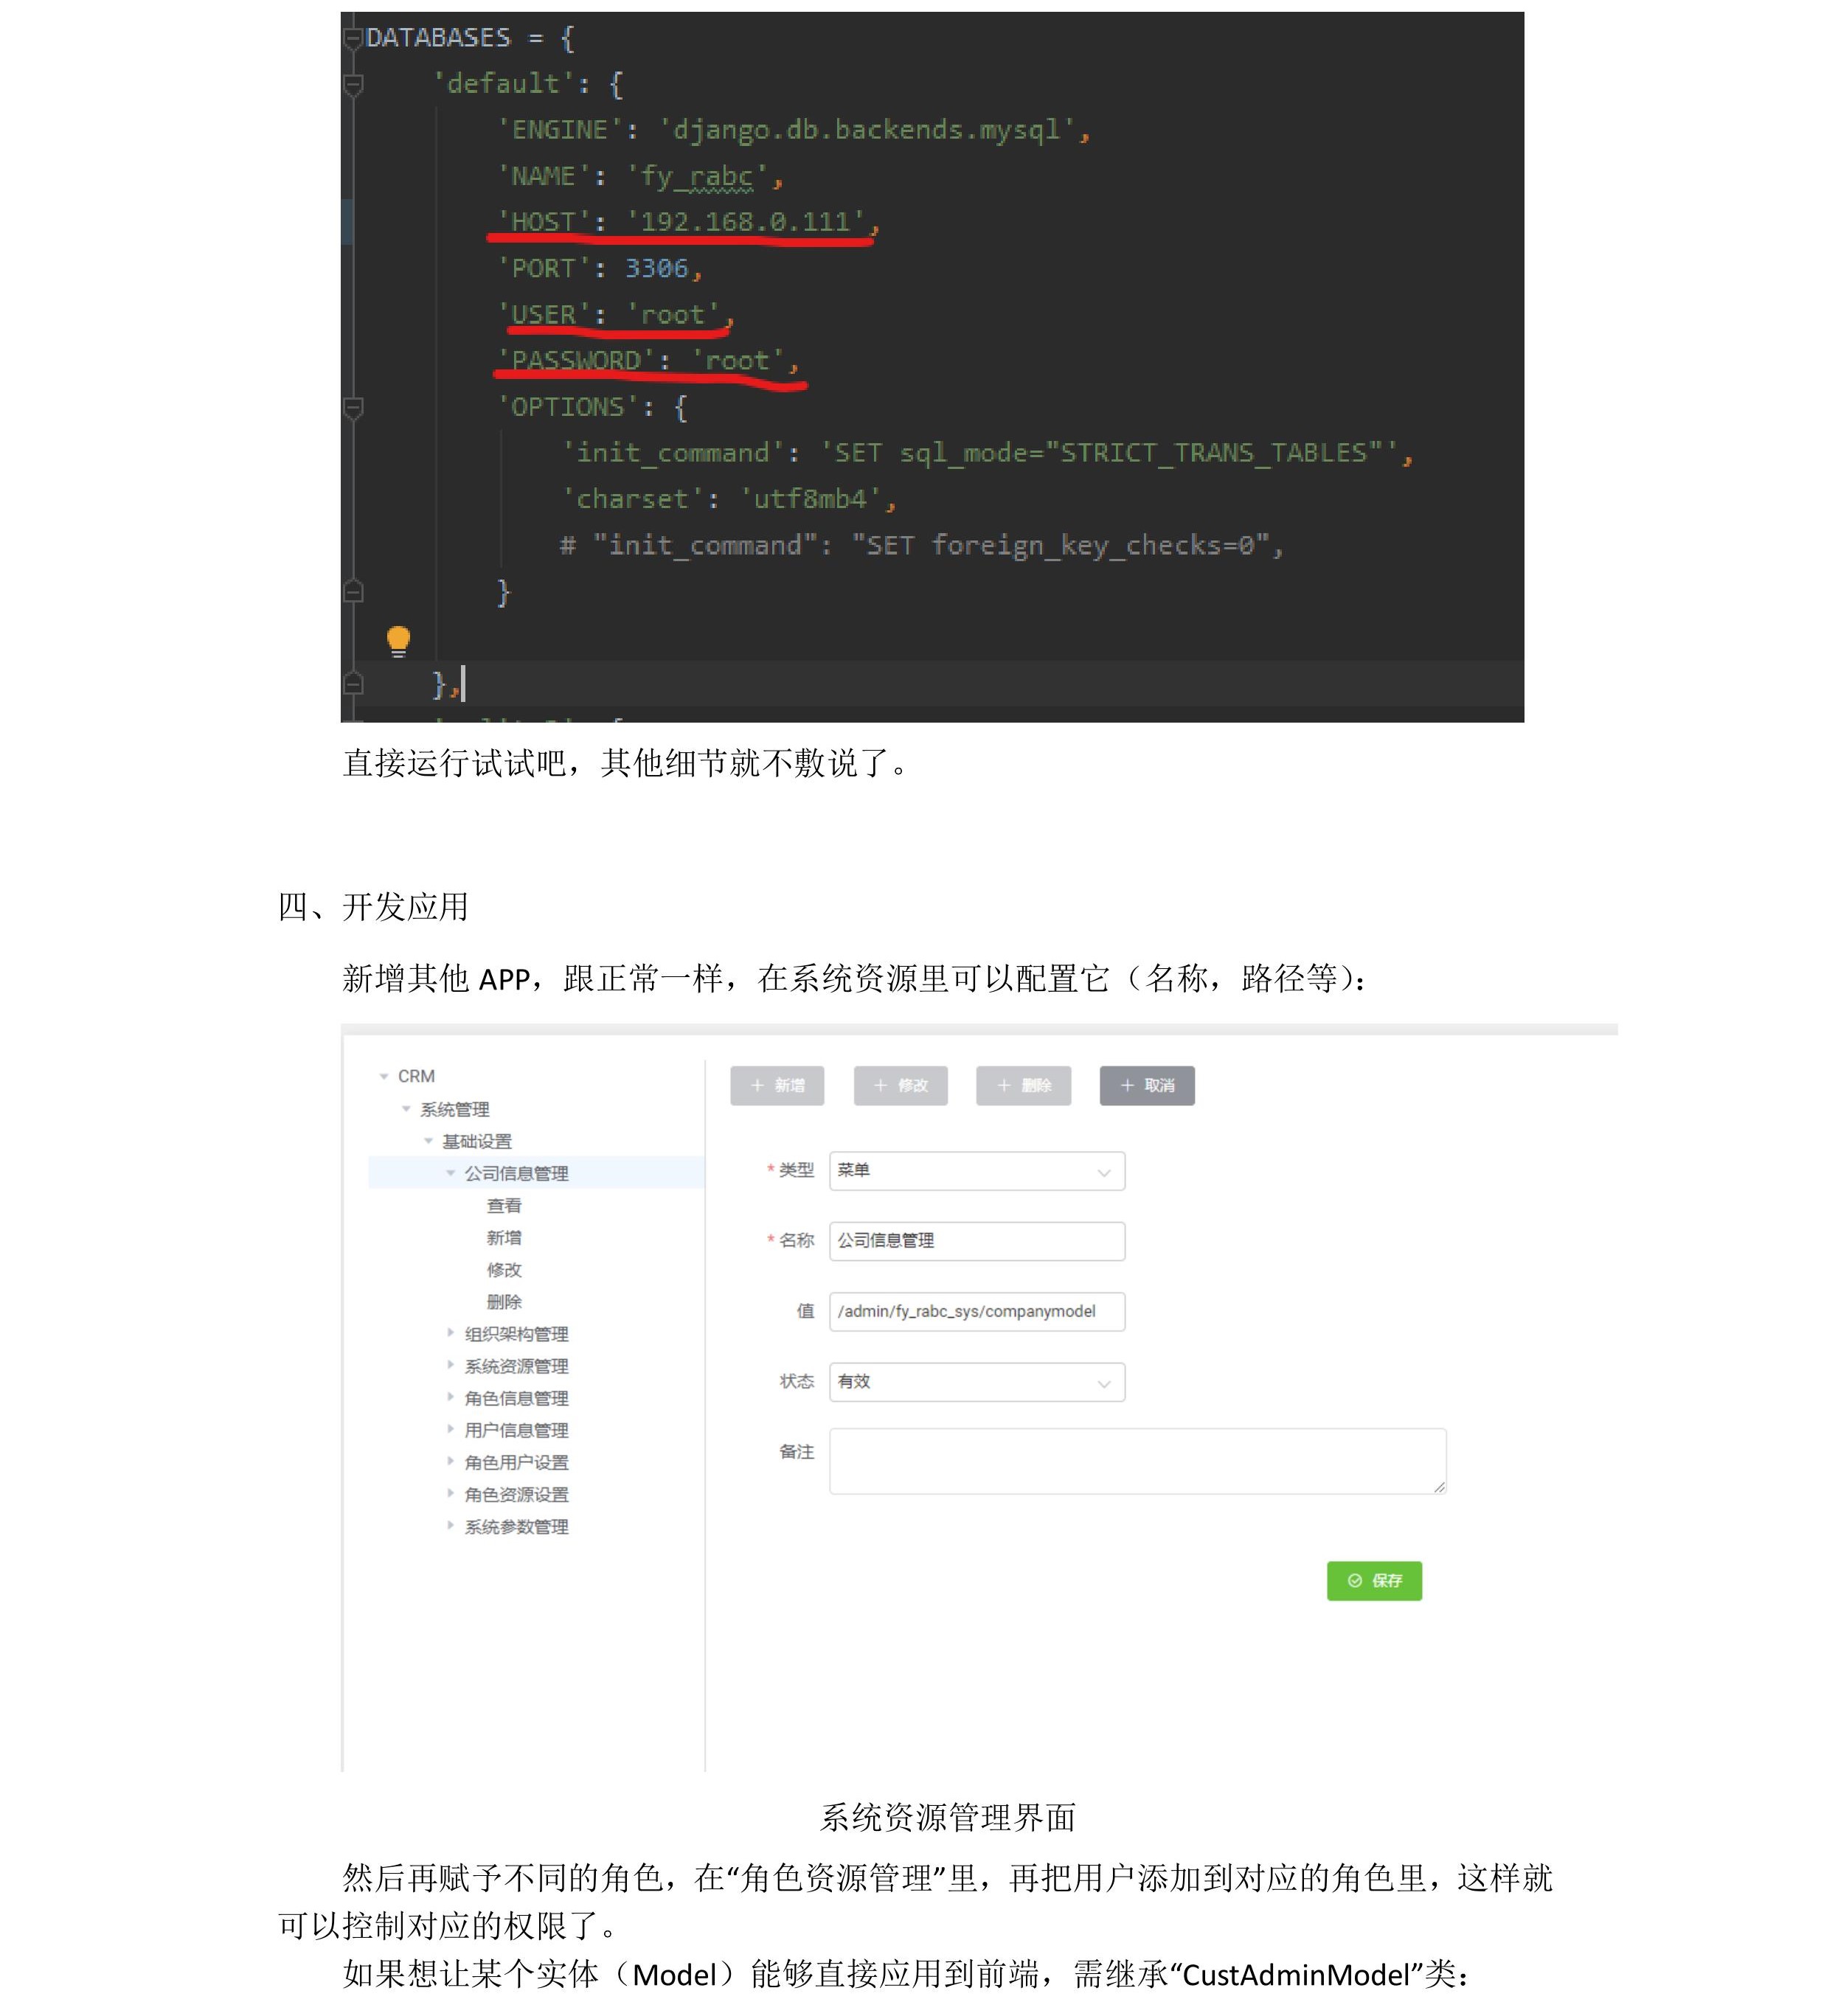 DATABASES = {
'default': {
'ENGINE': 'django.db.backends.mysql',
'NAME': 'fy_rabc',
'HOST': '192.168.0.111',
'PORT': 3306,
'USER': 'root',
'PASSWORD': 'root',
'OPTIONS': {
'init_command': 'SET sql_mode="STRICT_TRANS_TABLES"',
'charset': 'utf8mb4',
# "init_command": "SET foreign_key_checks=0",
}
},
直接运行试试吧，其他细节就不敷说了。
四、开发应用
新增其他 APP，跟正常一样，在系统资源里可以配置它（名称，路径等）：
CRM
系统管理
基础设置
公司信息管理
查看
新增
修改
删除
组织架构管理
系统资源管理
角色信息管理
用户信息管理
角色用户设置
角色资源设置
系统参数管理
+ 新增 + 修改 + 删除 + 取消
* 类型 菜单
* 名称 公司信息管理
值 /admin/fy_rabc_sys/companymodel
状态 有效
备注
保存
系统资源管理界面
然后再赋予不同的角色，在“角色资源管理”里，再把用户添加到对应的角色里，这样就
可以控制对应的权限了。
如果想让某个实体（Model）能够直接应用到前端，需继承“CustAdminModel”类：